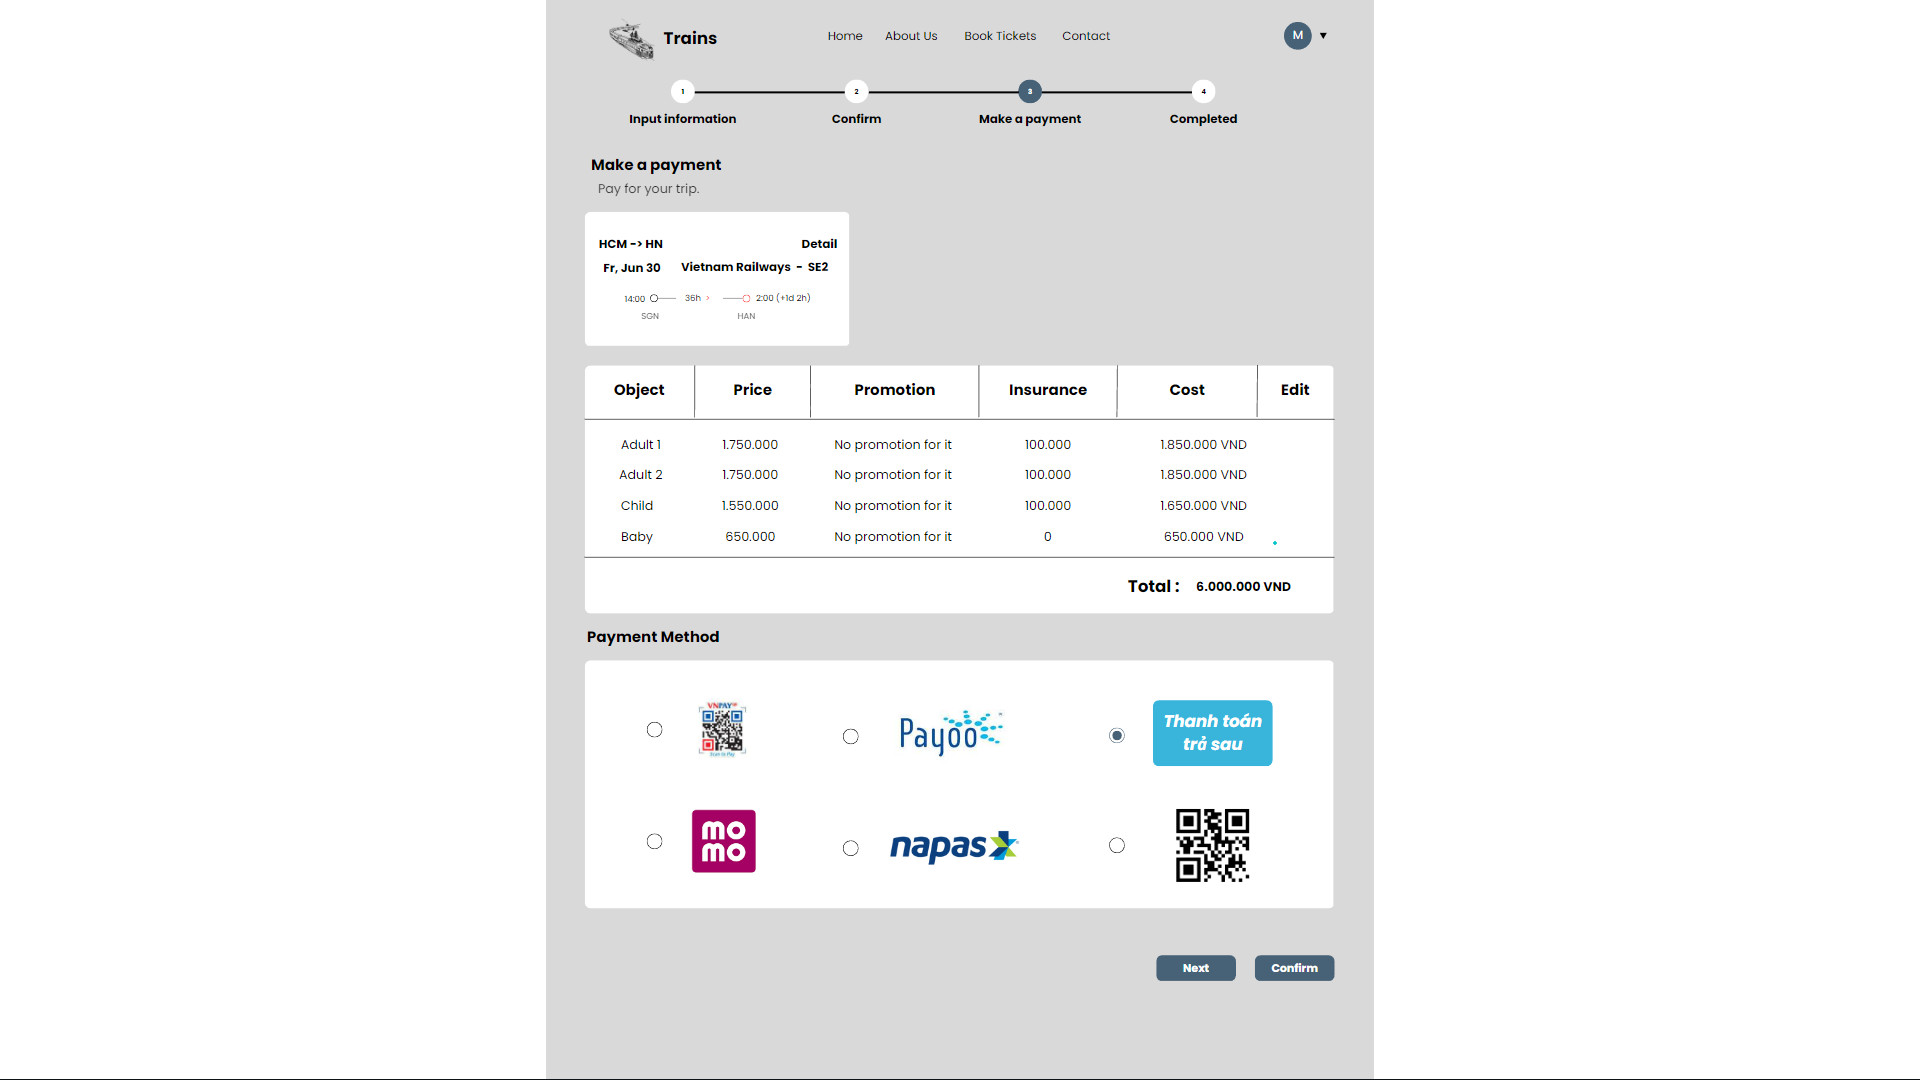 Trains
Home About Us Book Tickets Contact
M
1 2 3 4
Input information Confirm Make a payment Completed
Make a payment
Pay for your trip.
HCM -> HN Detail
Fr, Jun 30 Vietnam Railways - SE2
14:00 36h > 2:00 (+1d 2h)
SGN HAN
Object Price Promotion Insurance Cost Edit
Adult 1 1.750.000 No promotion for it 100.000 1.850.000 VND
Adult 2 1.750.000 No promotion for it 100.000 1.850.000 VND
Child 1.550.000 No promotion for it 100.000 1.650.000 VND
Baby 650.000 No promotion for it 0 650.000 VND
Total : 6.000.000 VND
Payment Method
VNPAY
Payoo
Thanh toán
trả sau
mo
mo
napas
Next Confirm